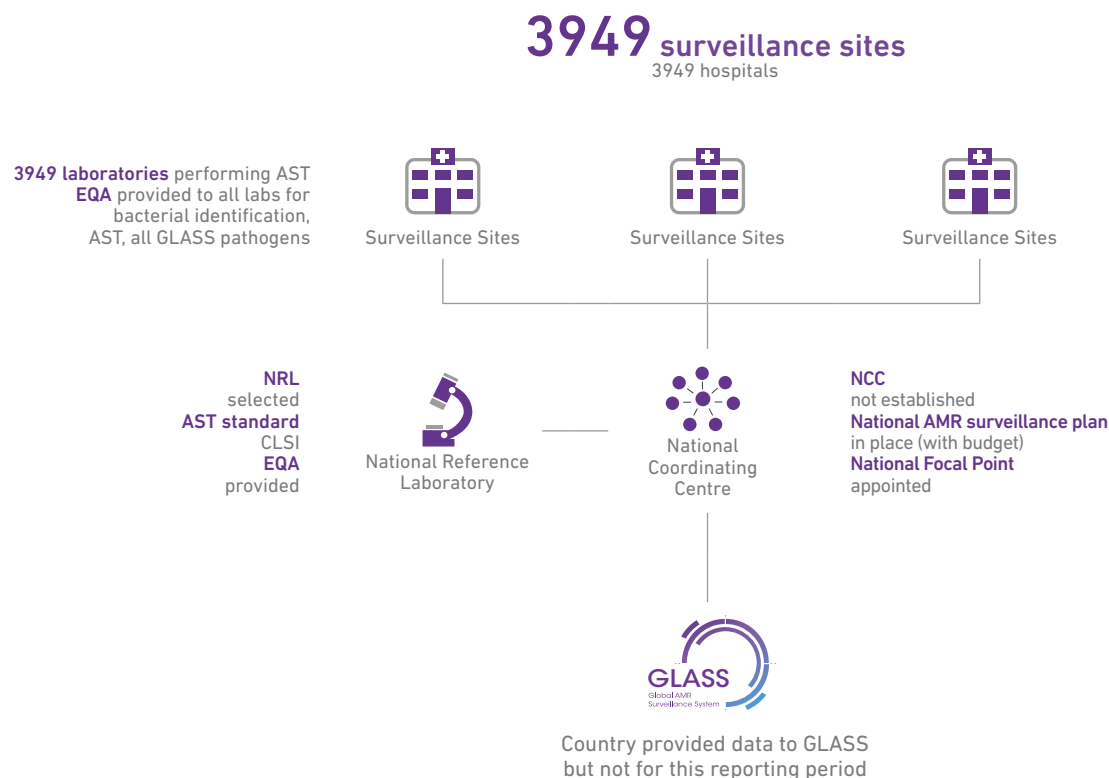 3949 surveillance sites
3949 hospitals
3949 laboratories performing AST
EQA provided to all labs for
bacterial identification,
AST, all GLASS pathogens
Surveillance Sites
Surveillance Sites
Surveillance Sites
NRL
selected
AST standard
CLSI
EQA
provided
National Reference
Laboratory
National
Coordinating
Centre
NCC
not established
National AMR surveillance plan
in place (with budget)
National Focal Point
appointed
GLASS
Global AMR
Surveillance System
Country provided data to GLASS
but not for this reporting period